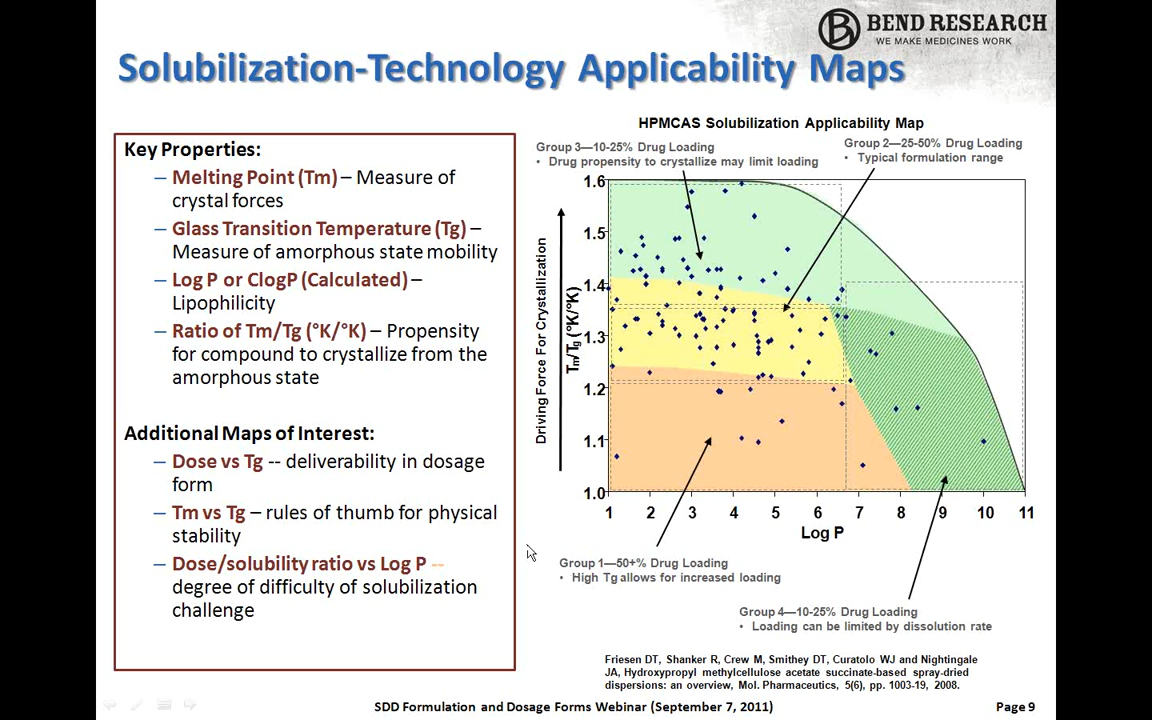 BEND RESEARCH
WE MAKE MEDICINES WORK
Solubilization-Technology Applicability Maps
Key Properties:
– Melting Point (Tm) – Measure of
crystal forces
– Glass Transition Temperature (Tg) –
Measure of amorphous state mobility
– Log P or ClogP (Calculated) –
Lipophilicity
– Ratio of Tm/Tg (°K/°K) – Propensity
for compound to crystallize from the
amorphous state
Additional Maps of Interest:
– Dose vs Tg -- deliverability in dosage
form
– Tm vs Tg – rules of thumb for physical
stability
– Dose/solubility ratio vs Log P --
degree of difficulty of solubilization
challenge
HPMCAS Solubilization Applicability Map
Group 3—10-25% Drug Loading
• Drug propensity to crystallize may limit loading
Group 2—25-50% Drug Loading
• Typical formulation range
Driving Force For Crystallization
Tm/Tg (°K/°K)
1.6
1.5
1.4
1.3
1.2
1.1
1.0
1 2 3 4 5 6 7 8 9 10 11
Log P
Group 1—50+% Drug Loading
• High Tg allows for increased loading
Group 4—10-25% Drug Loading
• Loading can be limited by dissolution rate
Friesen DT, Shanker R, Crew M, Smithey DT, Curatolo WJ and Nightingale
JA, Hydroxypropyl methylcellulose acetate succinate-based spray-dried
dispersions: an overview, Mol. Pharmaceutics, 5(6), pp. 1003-19, 2008.
SDD Formulation and Dosage Forms Webinar (September 7, 2011)
Page 9